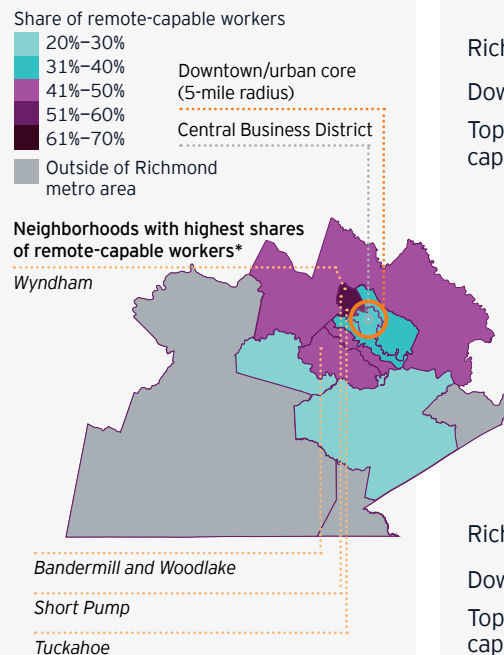 Share of remote-capable workers
20%–30%
31%–40%
41%–50%
51%–60%
61%–70%
Outside of Richmond
metro area
Downtown/urban core
(5-mile radius)
Central Business District
Neighborhoods with highest shares
of remote-capable workers*
Wyndham
Bandermill and Woodlake
Short Pump
Tuckahoe
Rich
Dow
Top
cap
Rich
Dow
Top
cap